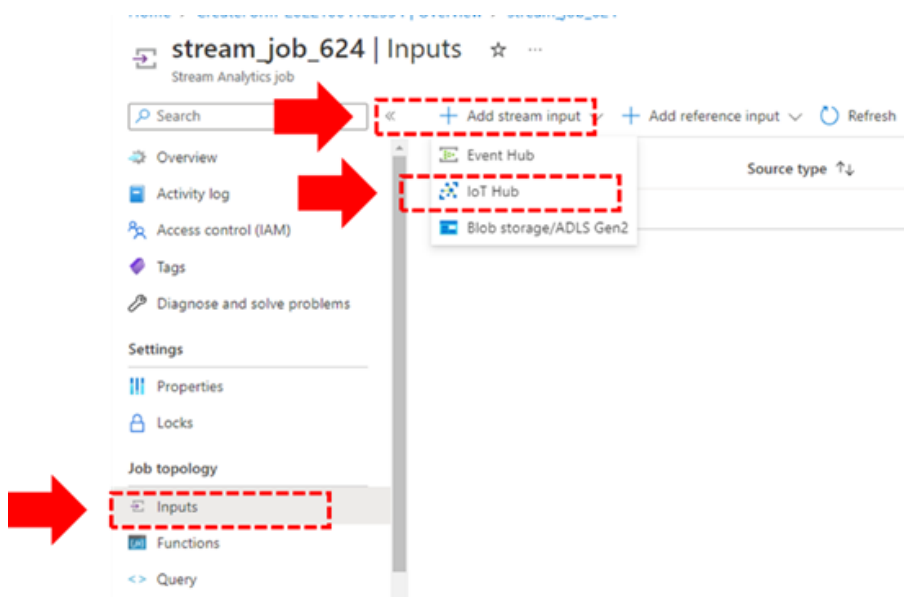 stream_job_624 | Inputs
Stream Analytics job
Search
« + Add stream input + Add reference input Refresh
Overview
Event Hub
Source type ↑↓
Activity log
IoT Hub
Access control (IAM)
Blob storage/ADLS Gen2
Tags
Diagnose and solve problems
Settings
Properties
Locks
Job topology
Inputs
Functions
<> Query